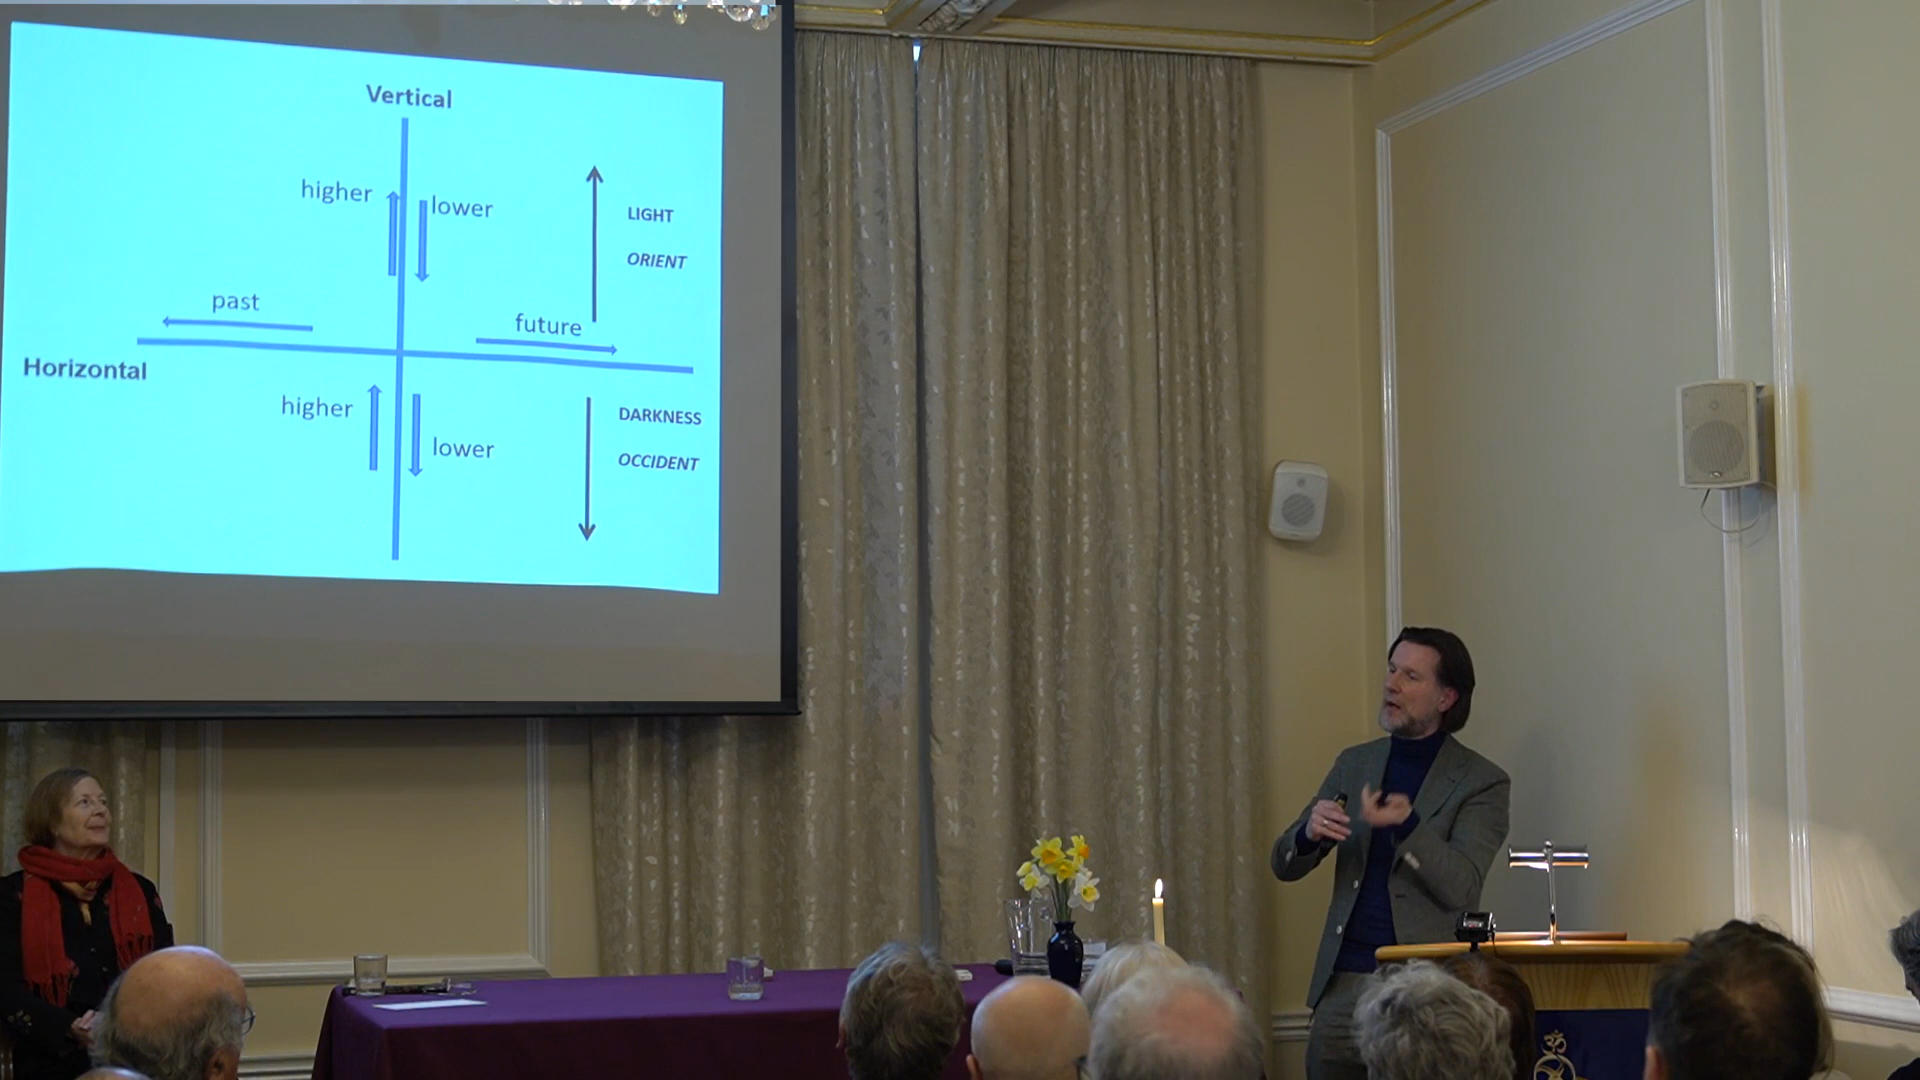 Vertical
higher
lower
LIGHT
ORIENT
past
future
Horizontal
higher
lower
DARKNESS
OCCIDENT
ॐ